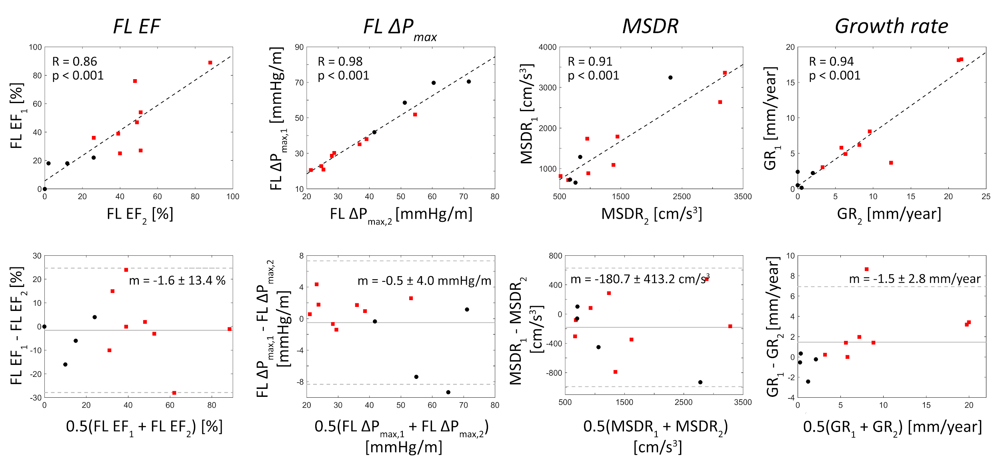 FL EF
FL ΔPmax
MSDR
Growth rate
FL EF1 [%]
100
80
60
40
20
0
R = 0.86
p < 0.001
0 20 40 60 80 100
FL EF2 [%]
FL ΔPmax,1 [mmHg/m]
90
70
50
30
10
R = 0.98
p < 0.001
20 30 40 50 60 70 80
FL ΔPmax,2 [mmHg/m]
MSDR1 [cm/s³]
4000
3000
2000
1000
R = 0.91
p < 0.001
500 1500 2500 3500
MSDR2 [cm/s³]
GR1 [mm/year]
20
15
10
5
0
R = 0.94
p < 0.001
0 5 10 15 20 25
GR2 [mm/year]
FL EF1 - FL EF2 [%]
30
20
10
0
-10
-20
-30
m = -1.6 ± 13.4 %
0 20 40 60 80
0.5(FL EF1 + FL EF2) [%]
FL ΔPmax,1 - FL ΔPmax,2
[mmHg/m]
8
4
0
-4
-8
m = -0.5 ± 4.0 mmHg/m
20 30 40 50 60 70 80
0.5(FL ΔPmax,1 + FL ΔPmax,2)
[mmHg/m]
MSDR1 - MSDR2
[cm/s³]
800
400
0
-400
-800
m = -180.7 ± 413.2 cm/s³
500 1500 2500 3500
0.5(MSDR1 + MSDR2)
[cm/s³]
GR1 - GR2 [mm/year]
10
8
6
4
2
0
-2
-4
m = -1.5 ± 2.8 mm/year
0 5 10 15 20
0.5(GR1 + GR2) [mm/year]